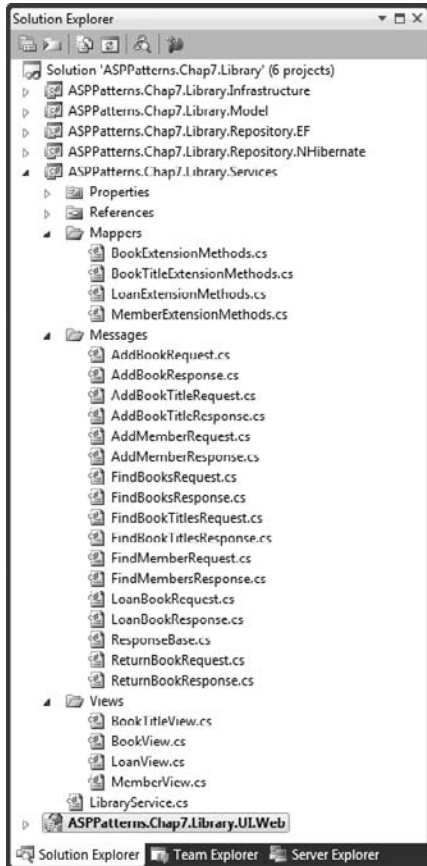 Solution Explorer
Solution 'ASPPatterns.Chap7.Library' (6 projects)
ASPPatterns.Chap7.Library.Infrastructure
ASPPatterns.Chap7.Library.Model
ASPPatterns.Chap7.Library.Repository.EF
ASPPatterns.Chap7.Library.Repository.NHibernate
ASPPatterns.Chap7.Library.Services
Properties
References
Mappers
BookExtensionMethods.cs
BookTitleExtensionMethods.cs
LoanExtensionMethods.cs
MemberExtensionMethods.cs
Messages
AddBookRequest.cs
AddBookResponse.cs
AddBookTitleRequest.cs
AddBookTitleResponse.cs
AddMemberRequest.cs
AddMemberResponse.cs
FindBooksRequest.cs
FindBooksResponse.cs
FindBookTitlesRequest.cs
FindBookTitlesResponse.cs
FindMemberRequest.cs
FindMembersResponse.cs
LoanBookRequest.cs
LoanBookResponse.cs
ResponseBase.cs
ReturnBookRequest.cs
ReturnBookResponse.cs
Views
BookTitleView.cs
BookView.cs
LoanView.cs
MemberView.cs
LibraryService.cs
ASPPatterns.Chap7.Library.UI.Web
Solution Explorer Team Explorer Server Explorer